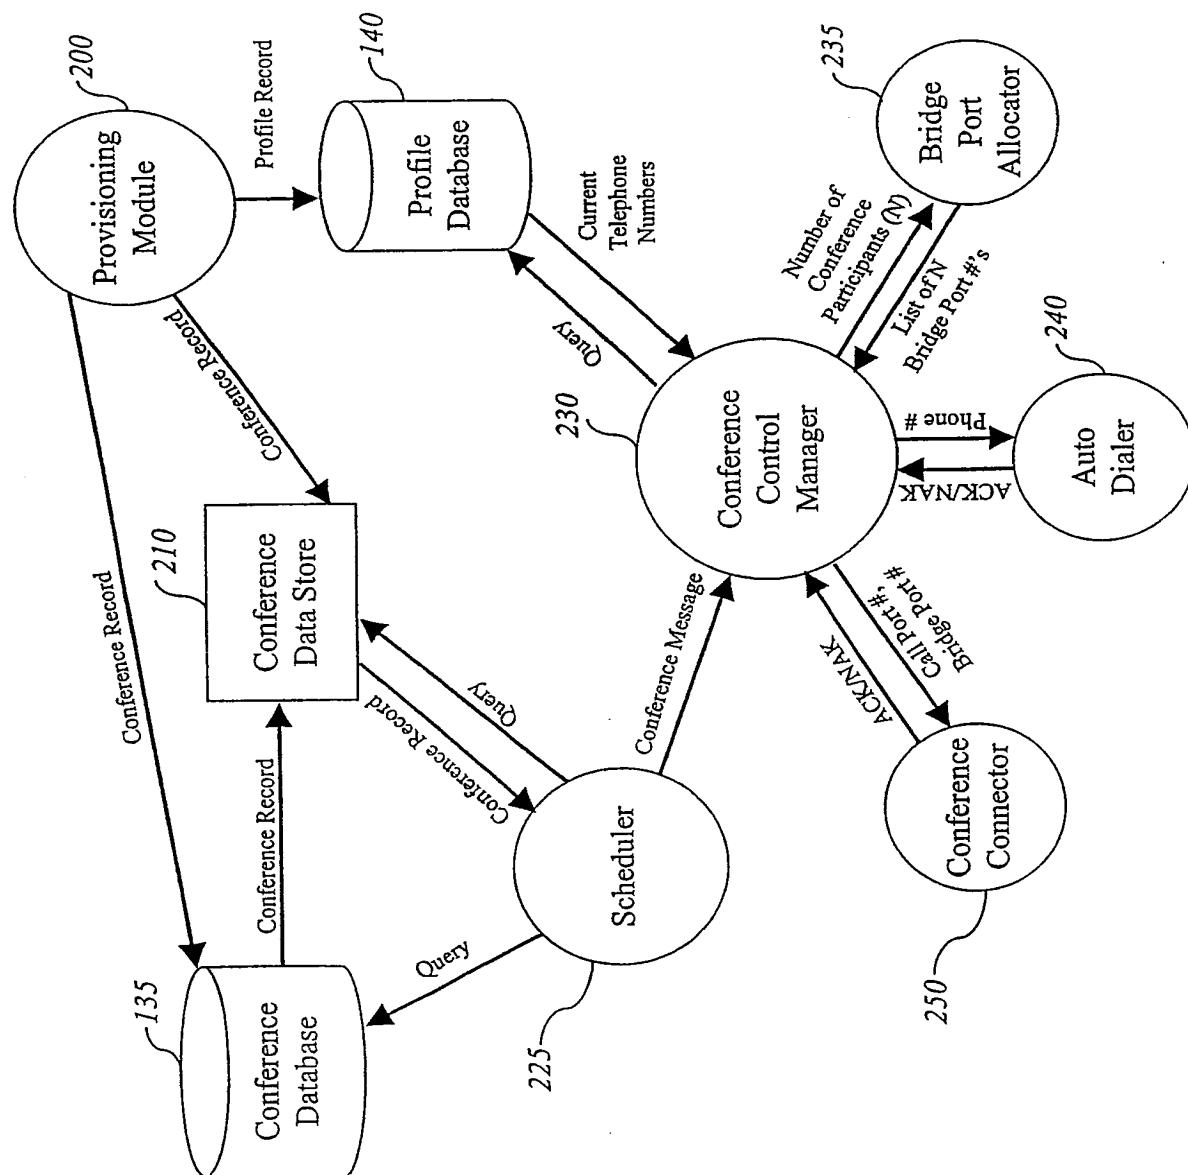 135
Conference
Database
Conference Record
Conference Record
Query
210
Conference
Data Store
Conference Record
200
Provisioning
Module
Profile Record
140
Profile
Database
Query
Conference Record
225
Scheduler
Conference Message
Query
Current
Telephone
Numbers
230
Conference
Control
Manager
Number of
Conference
Participants (N)
List of N
Bridge Port #'s
235
Bridge
Port
Allocator
ACK/NAK
Call Port #,
Bridge Port #
250
Conference
Connector
ACK/NAK
Phone #
240
Auto
Dialer